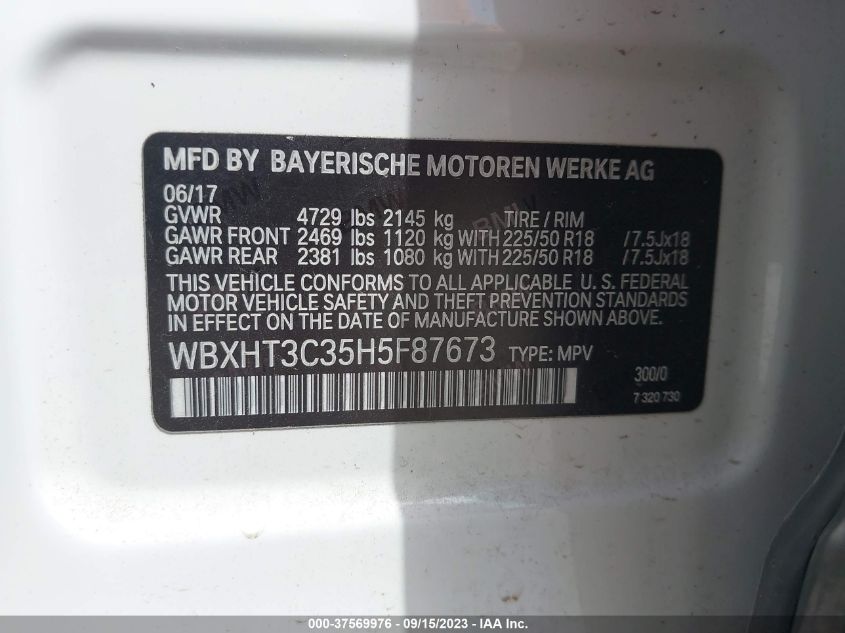 MFD BY BAYERISCHE MOTOREN WERKE AG
06/17
GVWR 4729 lbs 2145 kg TIRE / RIM
GAWR FRONT 2469 lbs 1120 kg WITH 225/50 R18 /7.5Jx18
GAWR REAR 2381 lbs 1080 kg WITH 225/50 R18 /7.5Jx18
THIS VEHICLE CONFORMS TO ALL APPLICABLE U. S. FEDERAL
MOTOR VEHICLE SAFETY AND THEFT PREVENTION STANDARDS
IN EFFECT ON THE DATE OF MANUFACTURE SHOWN ABOVE.
WBXHT3C35H5F87673 TYPE: MPV
300/0
7 320 730
000-37569976 - 09/15/2023 - IAA Inc.